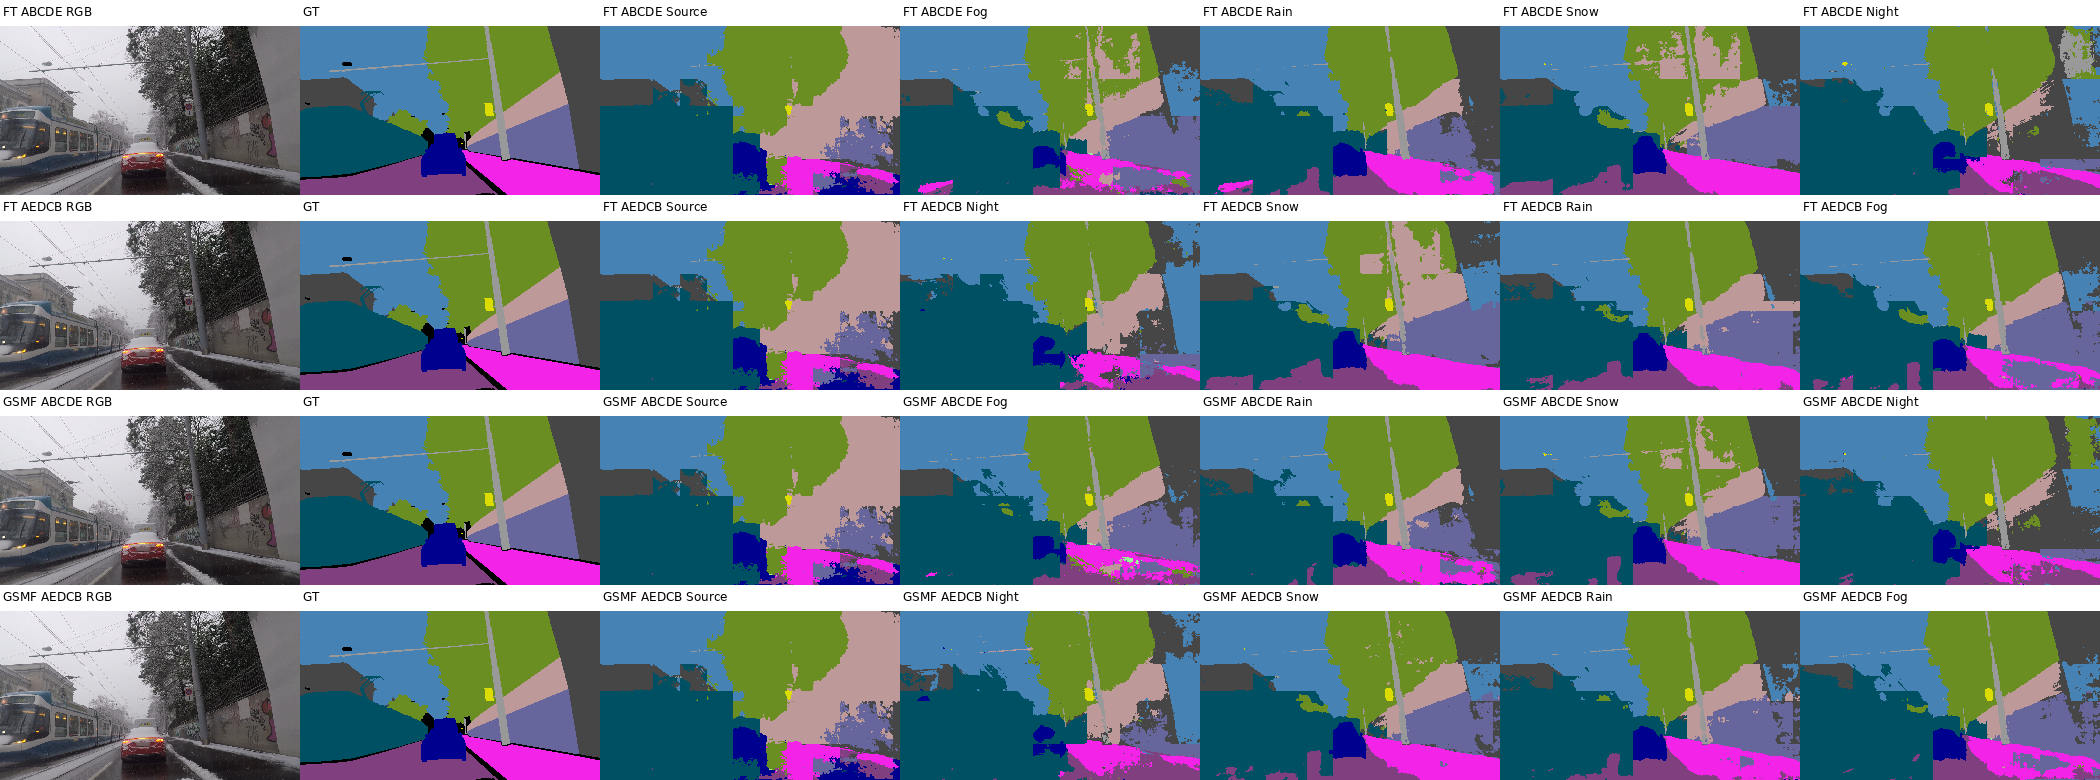 FT ABCDE RGB GT FT ABCDE Source FT ABCDE Fog FT ABCDE Rain FT ABCDE Snow FT ABCDE Night
FT AEDCB RGB GT FT AEDCB Source FT AEDCB Night FT AEDCB Snow FT AEDCB Rain FT AEDCB Fog
GSMF ABCDE RGB GT GSMF ABCDE Source GSMF ABCDE Fog GSMF ABCDE Rain GSMF ABCDE Snow GSMF ABCDE Night
GSMF AEDCB RGB GT GSMF AEDCB Source GSMF AEDCB Night GSMF AEDCB Snow GSMF AEDCB Rain GSMF AEDCB Fog